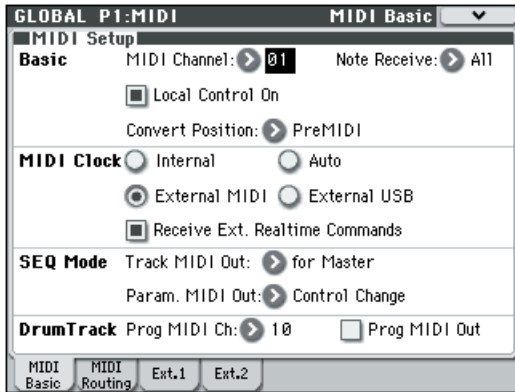 GLOBAL P1:MIDI MIDI Basic
MIDI Setup
Basic MIDI Channel: 01 Note Receive: All
Local Control On
Convert Position: PreMIDI
MIDI Clock Internal Auto
External MIDI External USB
Receive Ext. Realtime Commands
SEQ Mode Track MIDI Out: for Master
Param. MIDI Out: Control Change
DrumTrack Prog MIDI Ch: 10 Prog MIDI Out
MIDI Basic MIDI Routing Ext.1 Ext.2